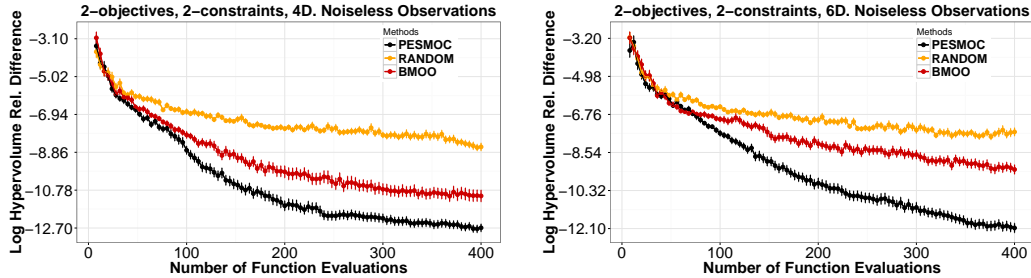 2−objectives, 2−constraints, 4D. Noiseless Observations
Log Hypervolume Rel. Difference
−3.10
−5.02
−6.94
−8.86
−10.78
−12.70
Methods
PESMOC
RANDOM
BMOO
0
100
200
300
400
Number of Function Evaluations
2−objectives, 2−constraints, 6D. Noiseless Observations
Log Hypervolume Rel. Difference
−3.20
−4.98
−6.76
−8.54
−10.32
−12.10
Methods
PESMOC
RANDOM
BMOO
0
100
200
300
400
Number of Function Evaluations